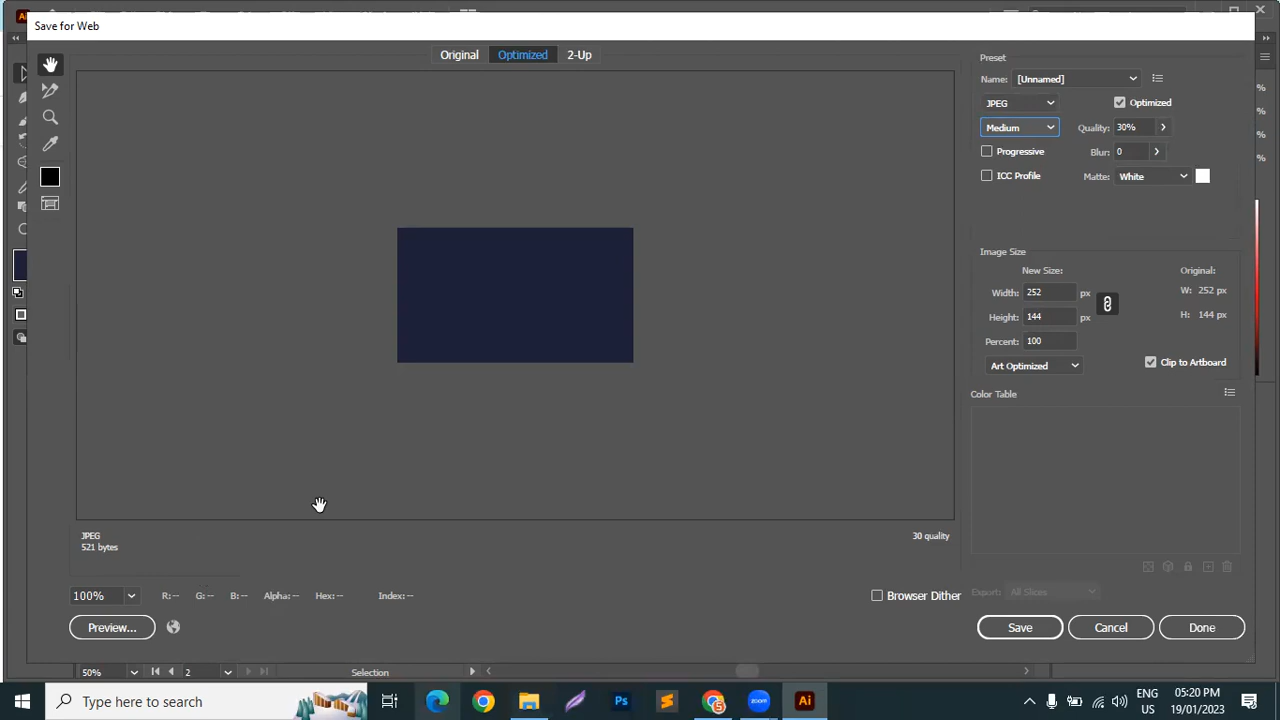 Ai
Save for Web
Original Optimized 2-Up
Preset
Name: [Unnamed]
JPEG Optimized
Medium Quality: 30%
Progressive Blur: 0
ICC Profile Matte: White
Image Size
New Size: Original:
Width: 252 px W: 252 px
Height: 144 px H: 144 px
Percent: 100
Art Optimized Clip to Artboard
Color Table
JPEG 30 quality
521 bytes
Export: All Slices
100% R: -- G: -- B: -- Alpha: -- Hex: -- Index: -- Browser Dither
Preview... Save Cancel Done
50% 2 Selection
Type here to search Ps S zoom Ai ENG US 05:20 PM 19/01/2023